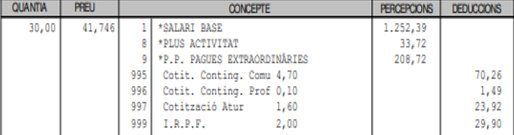 QUANTIA PREU CONCEPTE PERCEPCIONS DEDUCCIONS
30,00 41,746 1 *SALARI BASE 1.252,39
8 *PLUS ACTIVITAT 33,72
9 *P.P. PAGUES EXTRAORDINÀRIES 208,72
995 Cotit. Conting. Comu 4,70 70,26
996 Cotit. Conting. Prof 0,10 1,49
997 Cotització Atur 1,60 23,92
999 I.R.P.F. 2,00 29,90